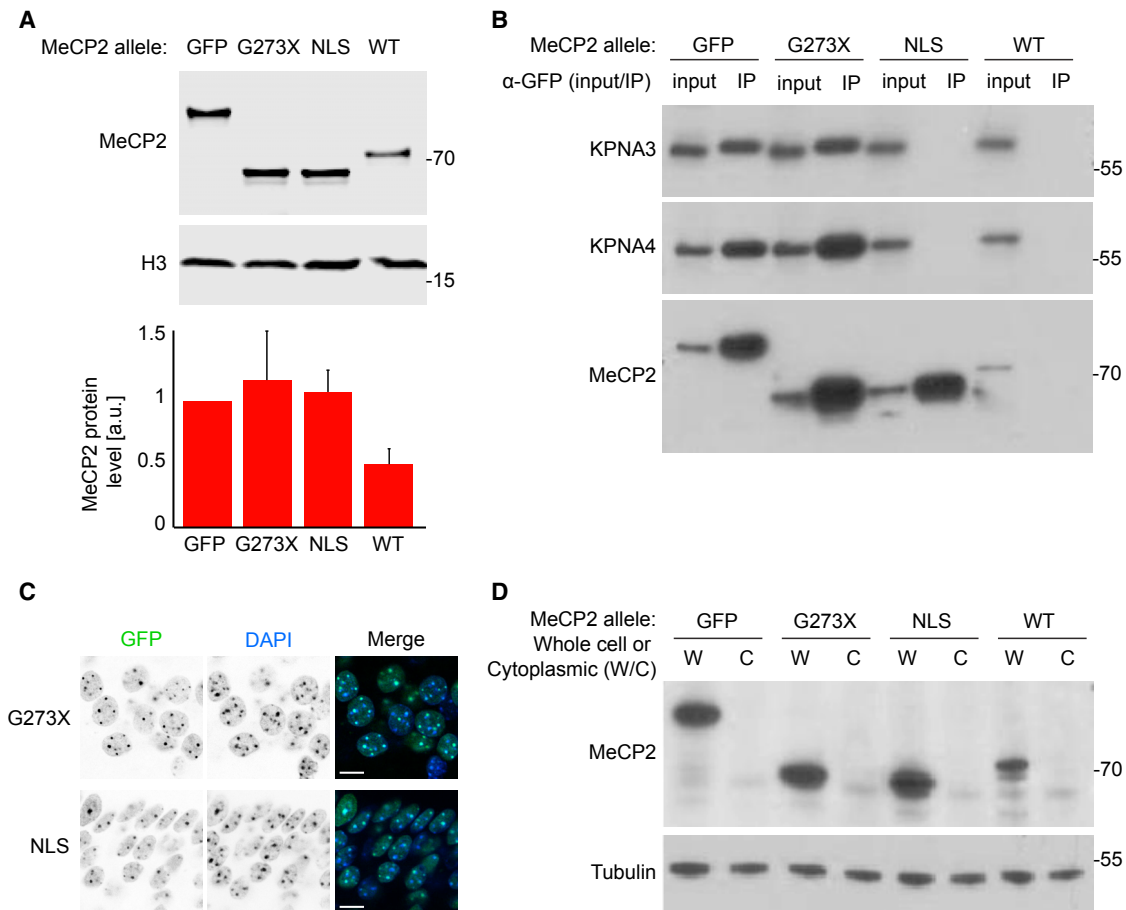 A
MeCP2 allele: GFP G273X NLS WT
MeCP2
-70
H3
-15
1.5
1
0.5
0
MeCP2 protein
level [a.u.]
GFP G273X NLS WT
B
MeCP2 allele: GFP G273X NLS WT
α-GFP (input/IP) input IP input IP input IP input IP
KPNA3
-55
KPNA4
-55
MeCP2
-70
C
GFP DAPI Merge
G273X
NLS
D
MeCP2 allele: GFP G273X NLS WT
Whole cell or
Cytoplasmic (W/C) W C W C W C W C
MeCP2
-70
Tubulin
-55